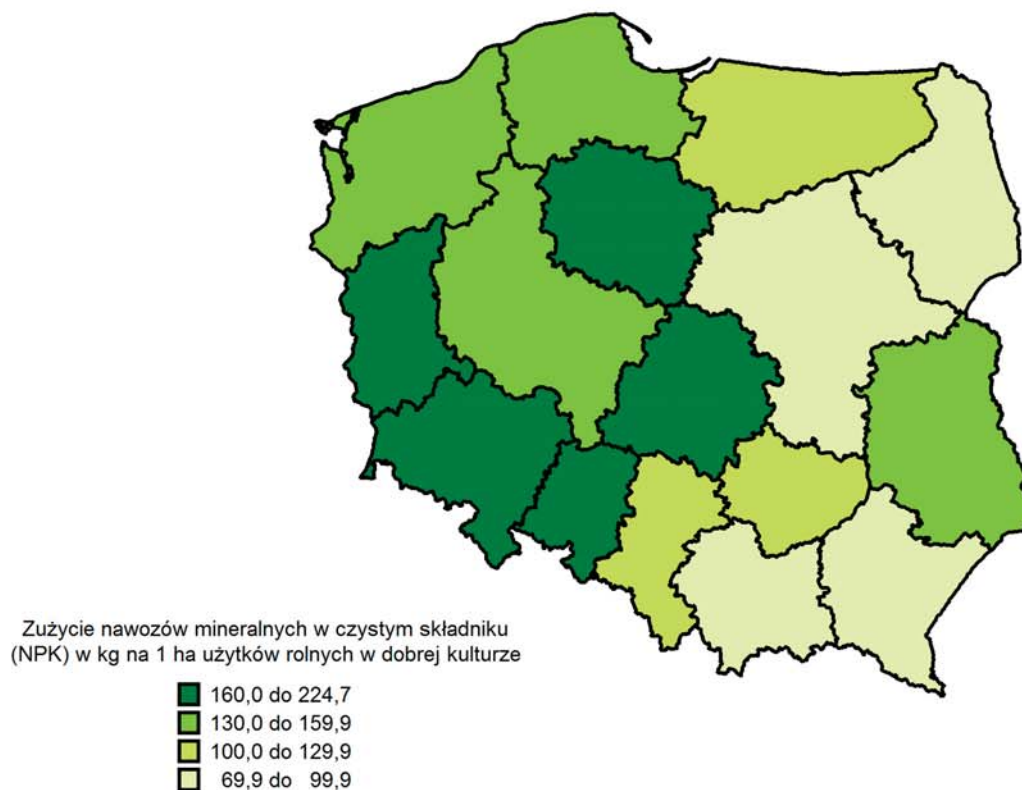 Zużycie nawozów mineralnych w czystym składniku
(NPK) w kg na 1 ha użytków rolnych w dobrej kulturze
160,0 do 224,7
130,0 do 159,9
100,0 do 129,9
69,9 do 99,9